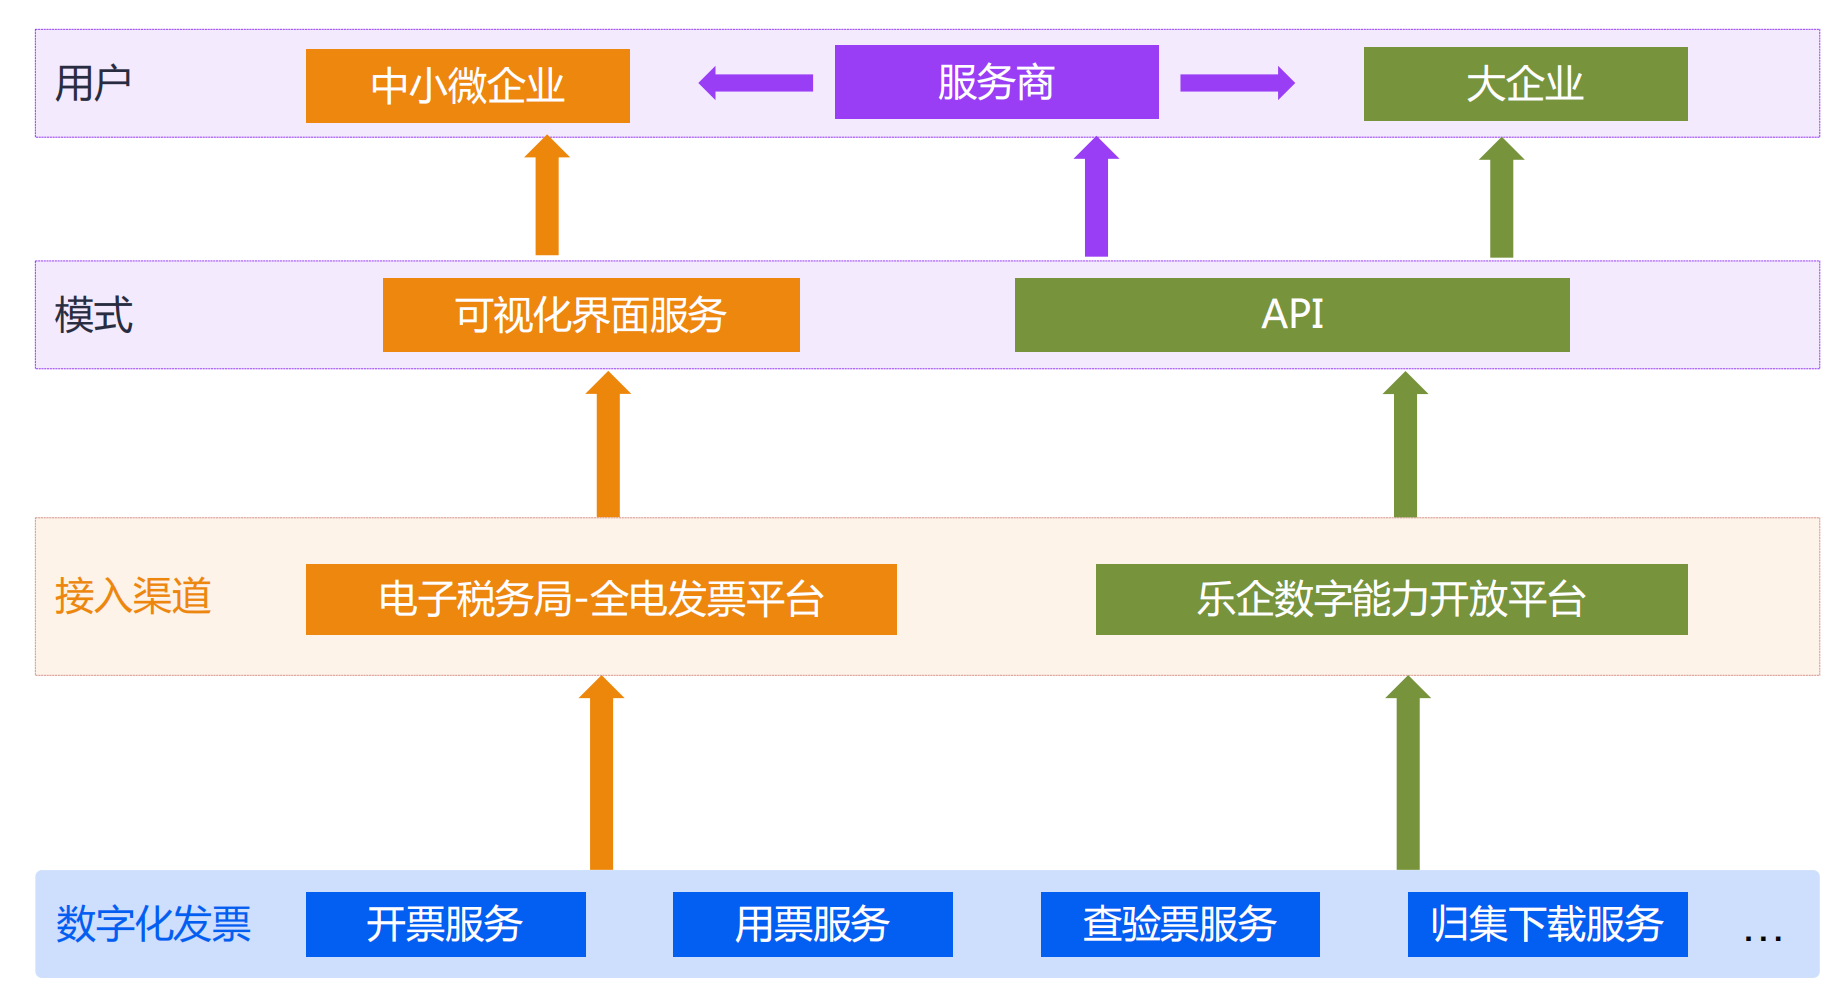 用户
中小微企业
服务商
大企业
模式
可视化界面服务
API
接入渠道
电子税务局-全电发票平台
乐企数字能力开放平台
数字化发票
开票服务
用票服务
查验票服务
归集下载服务
...